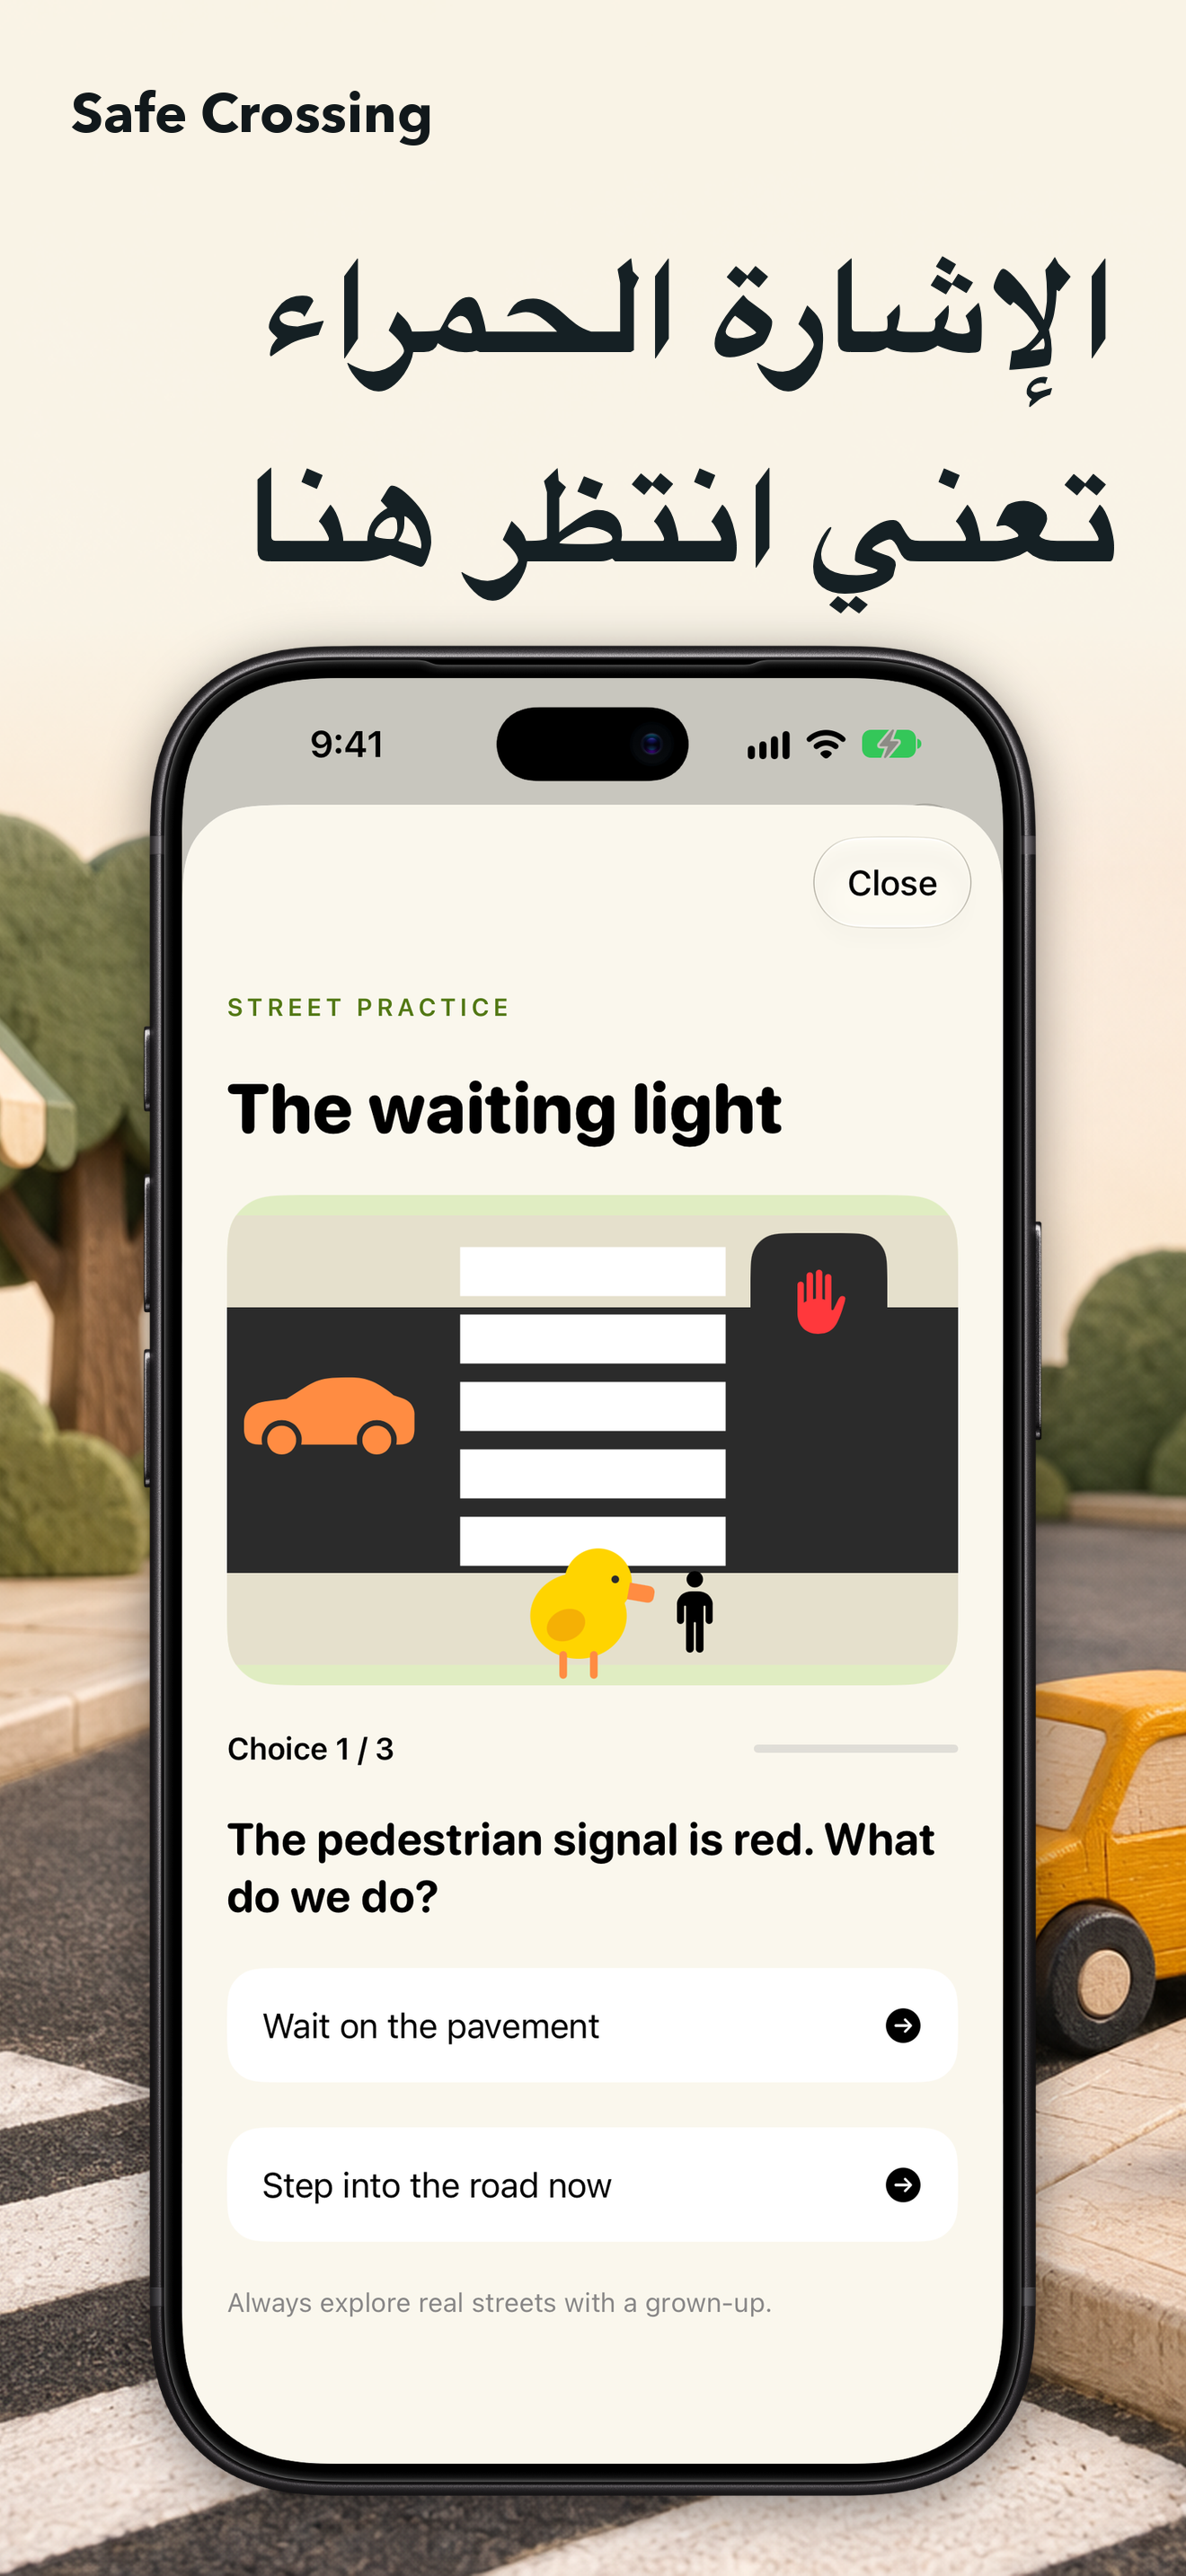 Safe Crossing
الإشارة الحمراء
تعني انتظر هنا
9:41
Close
STREET PRACTICE
The waiting light
Choice 1 / 3
The pedestrian signal is red. What
do we do?
Wait on the pavement
Step into the road now
Always explore real streets with a grown-up.